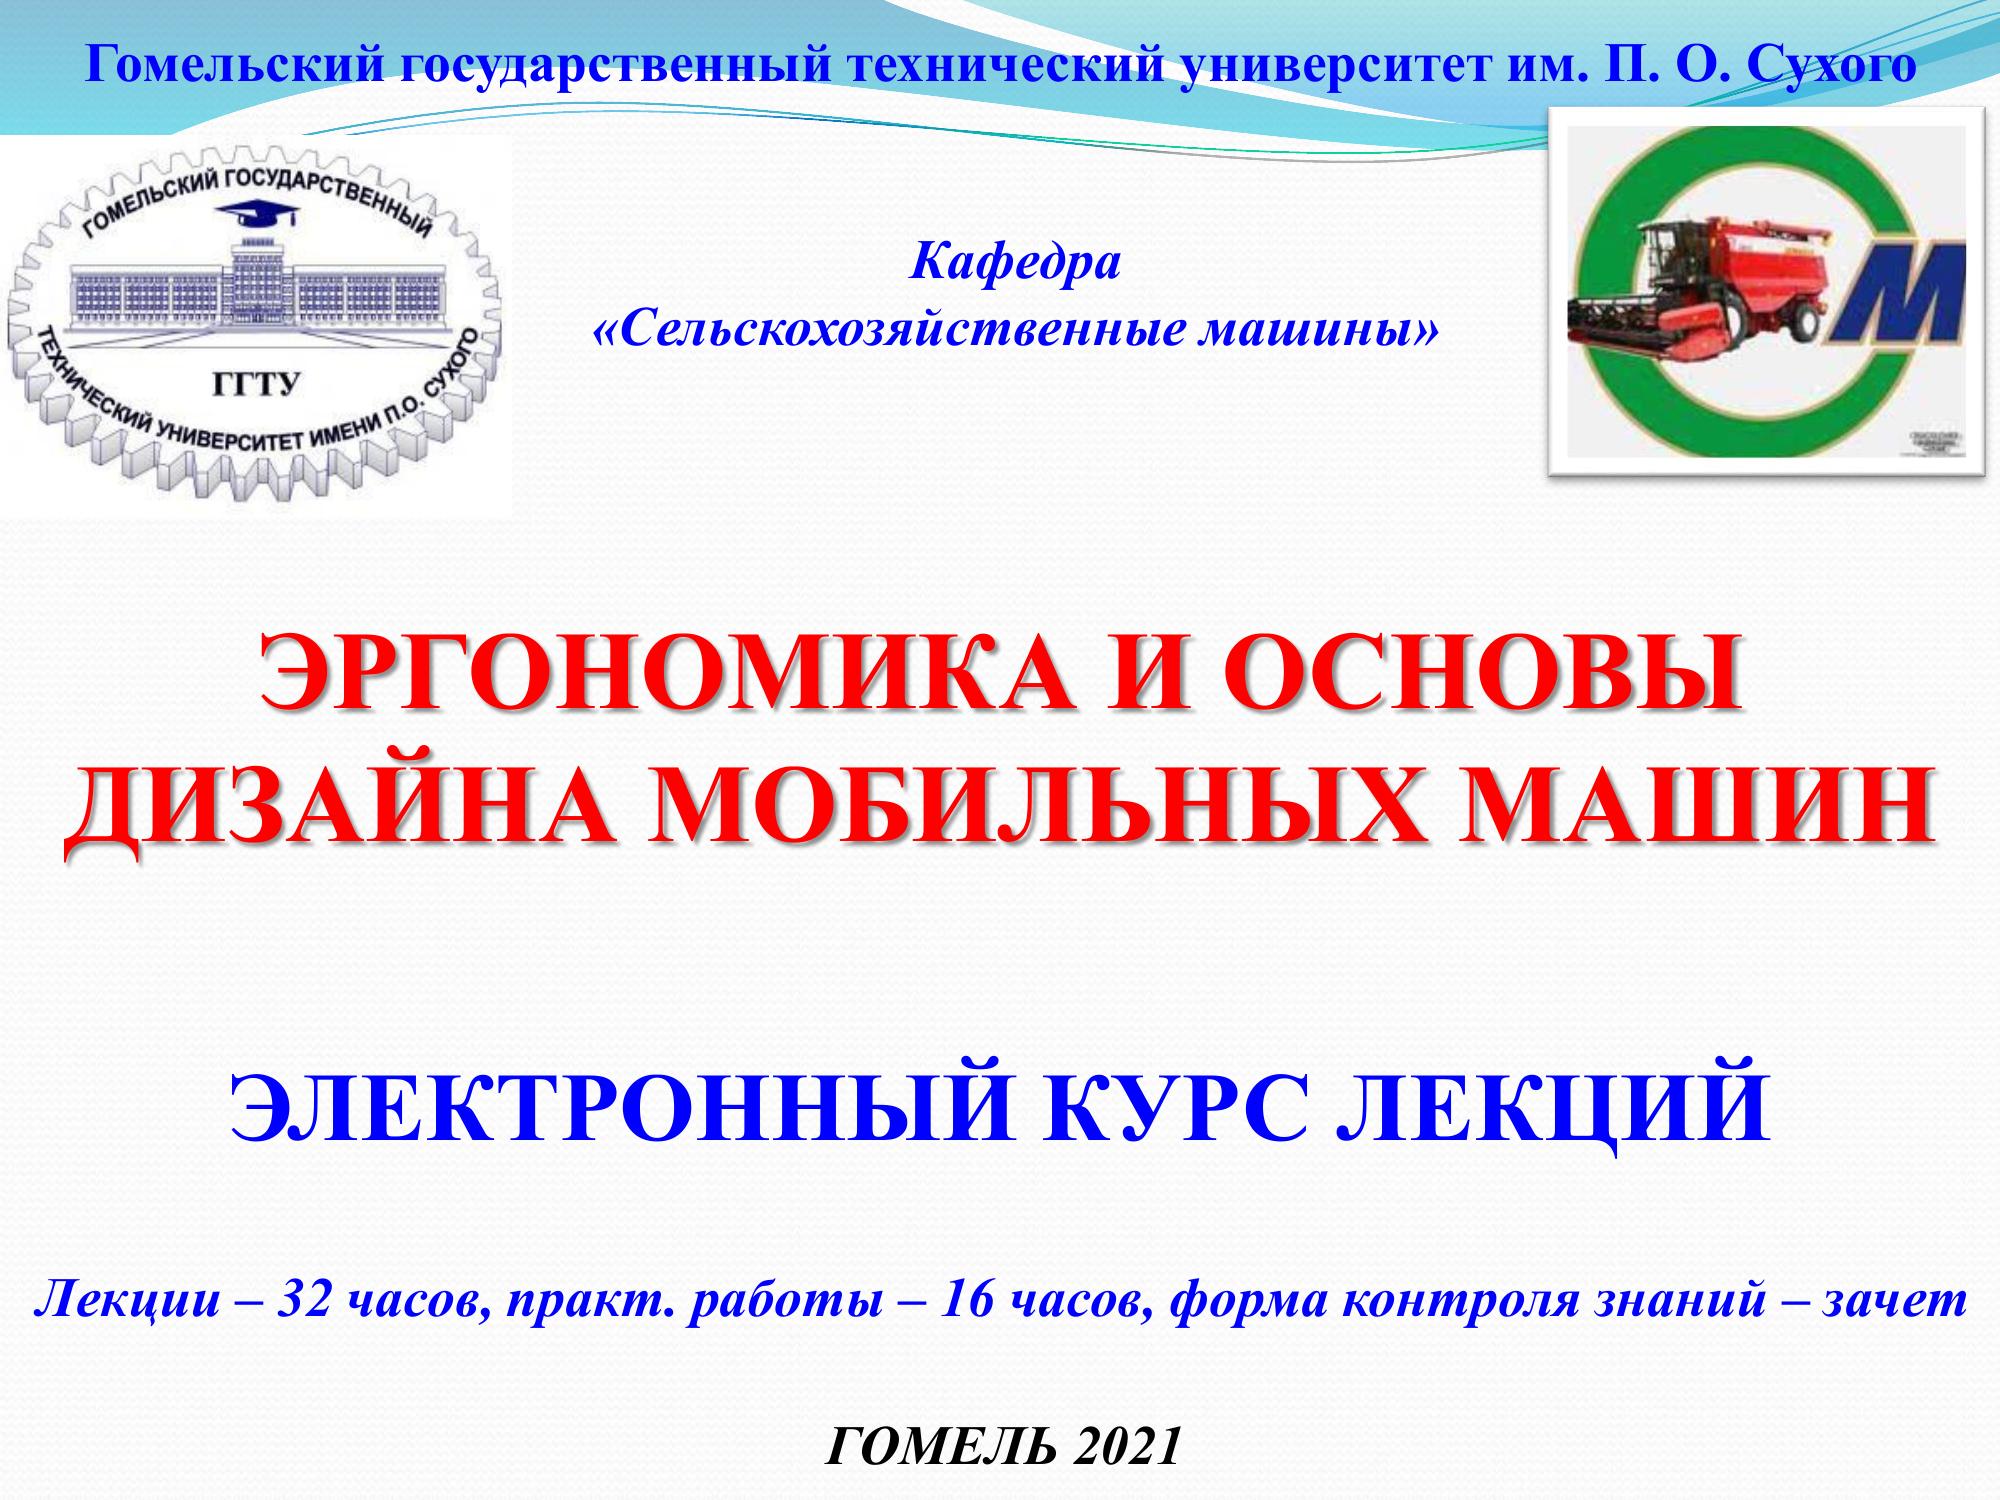 Гомельский государственный технический университет им. П. О. Сухого
ГОМЕЛЬСКИЙ ГОСУДАРСТВЕННЫЙ
ГГТУ
ТЕХНИЧЕСКИЙ УНИВЕРСИТЕТ ИМЕНИ П.О. СУХОГО
Кафедра
«Сельскохозяйственные машины»
М
ЭРГОНОМИКА И ОСНОВЫ
ДИЗАЙНА МОБИЛЬНЫХ МАШИН
ЭЛЕКТРОННЫЙ КУРС ЛЕКЦИЙ
Лекции – 32 часов, практ. работы – 16 часов, форма контроля знаний – зачет
ГОМЕЛЬ 2021